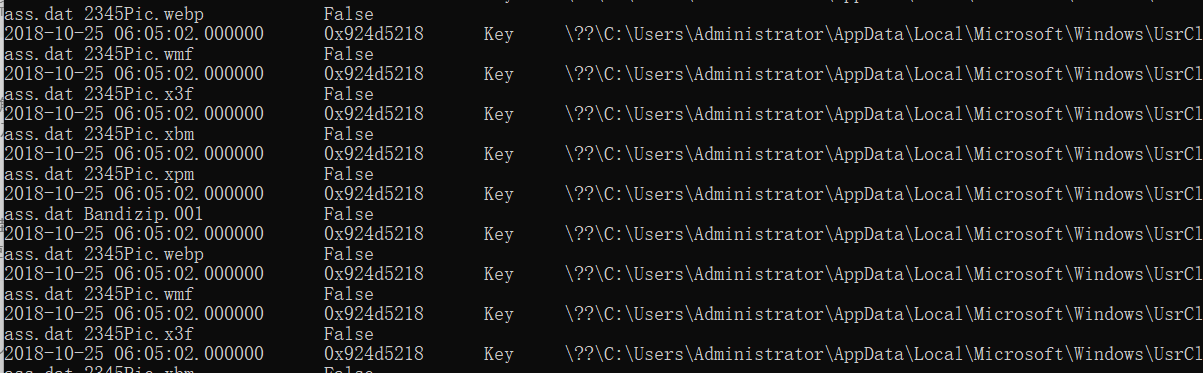 ass.dat 2345Pic.webp False
2018-10-25 06:05:02.000000 0x924d5218 Key \??\C:\Users\Administrator\AppData\Local\Microsoft\Windows\UsrCl
ass.dat 2345Pic.wmf False
2018-10-25 06:05:02.000000 0x924d5218 Key \??\C:\Users\Administrator\AppData\Local\Microsoft\Windows\UsrCl
ass.dat 2345Pic.x3f False
2018-10-25 06:05:02.000000 0x924d5218 Key \??\C:\Users\Administrator\AppData\Local\Microsoft\Windows\UsrCl
ass.dat 2345Pic.xbm False
2018-10-25 06:05:02.000000 0x924d5218 Key \??\C:\Users\Administrator\AppData\Local\Microsoft\Windows\UsrCl
ass.dat 2345Pic.xpm False
2018-10-25 06:05:02.000000 0x924d5218 Key \??\C:\Users\Administrator\AppData\Local\Microsoft\Windows\UsrCl
ass.dat Bandizip.001 False
2018-10-25 06:05:02.000000 0x924d5218 Key \??\C:\Users\Administrator\AppData\Local\Microsoft\Windows\UsrCl
ass.dat 2345Pic.webp False
2018-10-25 06:05:02.000000 0x924d5218 Key \??\C:\Users\Administrator\AppData\Local\Microsoft\Windows\UsrCl
ass.dat 2345Pic.wmf False
2018-10-25 06:05:02.000000 0x924d5218 Key \??\C:\Users\Administrator\AppData\Local\Microsoft\Windows\UsrCl
ass.dat 2345Pic.x3f False
2018-10-25 06:05:02.000000 0x924d5218 Key \??\C:\Users\Administrator\AppData\Local\Microsoft\Windows\UsrCl